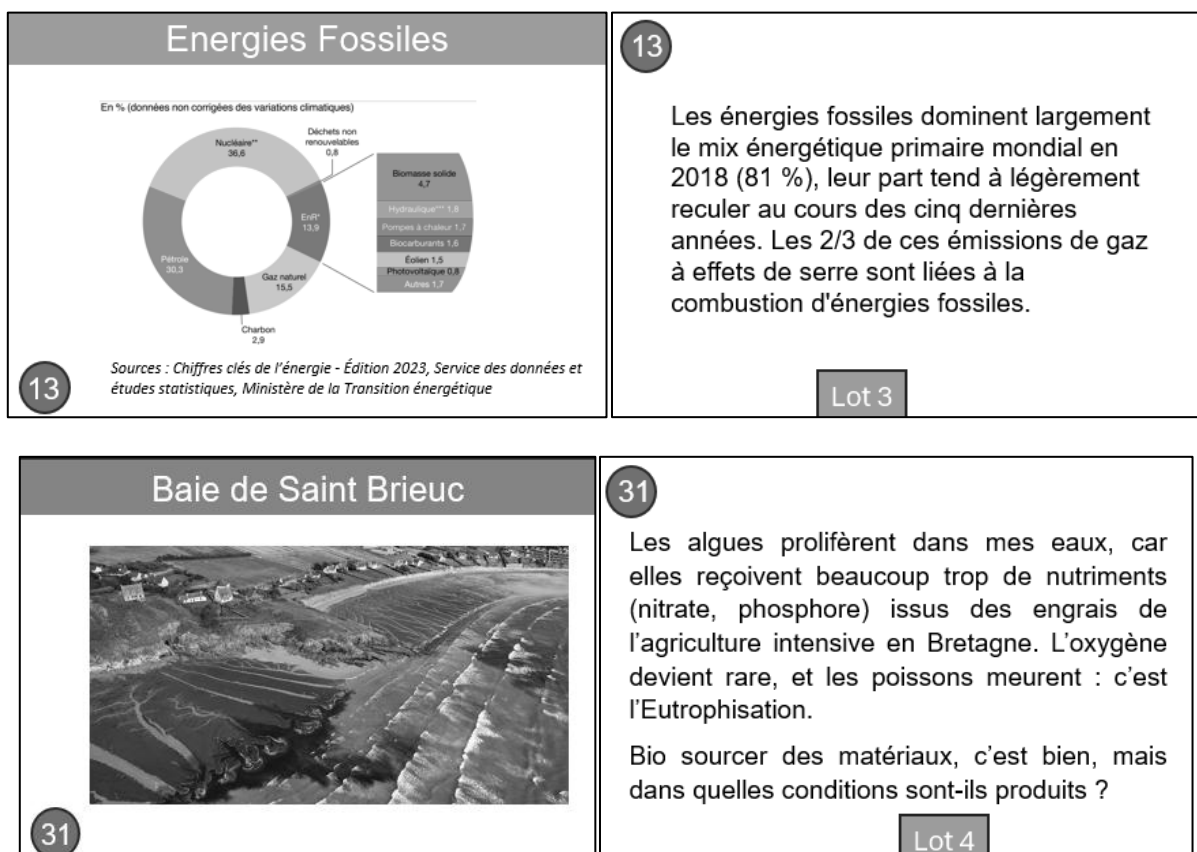 Energies Fossiles
En % (données non corrigées des variations climatiques)
Nucléaire**
36,6
Déchets non
renouvelables
0,8
EnR*
13,9
Biomasse solide
4,7
Hydraulique*** 1,8
Pompes à chaleur 1,7
Biocarburants 1,6
Éolien 1,5
Photovoltaïque 0,8
Autres 1,7
Pétrole
30,3
Gaz naturel
15,5
Charbon
2,9
13
Sources : Chiffres clés de l'énergie - Édition 2023, Service des données et
études statistiques, Ministère de la Transition énergétique
13
Les énergies fossiles dominent largement
le mix énergétique primaire mondial en
2018 (81 %), leur part tend à légèrement
reculer au cours des cinq dernières
années. Les 2/3 de ces émissions de gaz
à effets de serre sont liées à la
combustion d'énergies fossiles.
Lot 3
Baie de Saint Brieuc
31
31
Les algues prolifèrent dans mes eaux, car
elles reçoivent beaucoup trop de nutriments
(nitrate, phosphore) issus des engrais de
l'agriculture intensive en Bretagne. L'oxygène
devient rare, et les poissons meurent : c'est
l'Eutrophisation.
Bio sourcer des matériaux, c'est bien, mais
dans quelles conditions sont-ils produits ?
Lot 4